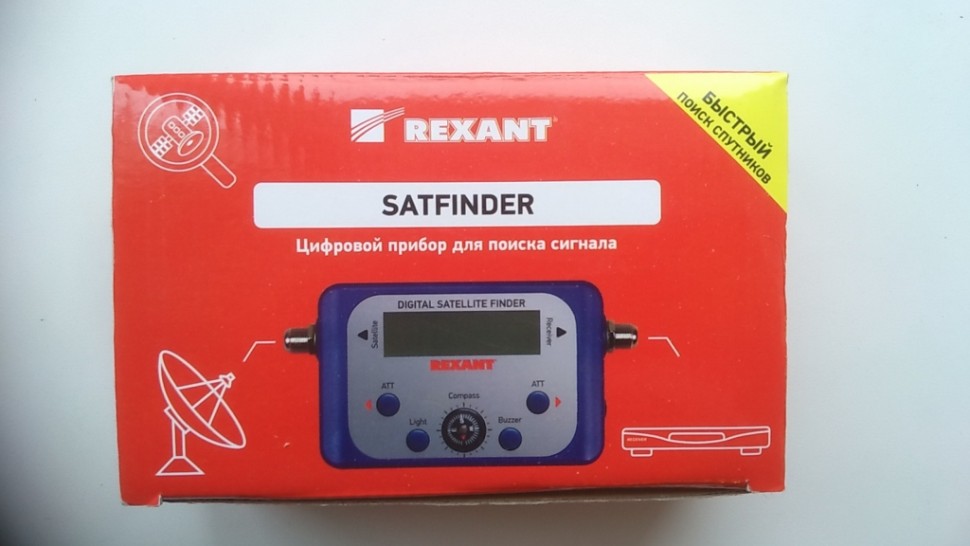 REXANT
БЫСТРЫЙ
ПОИСК СПУТНИКОВ
SATFINDER
Цифровой прибор для поиска сигнала
DIGITAL SATELLITE FINDER
Satellite
Receiver
REXANT
ATT
ATT
Compass
Light
Buzzer
RECEIVER